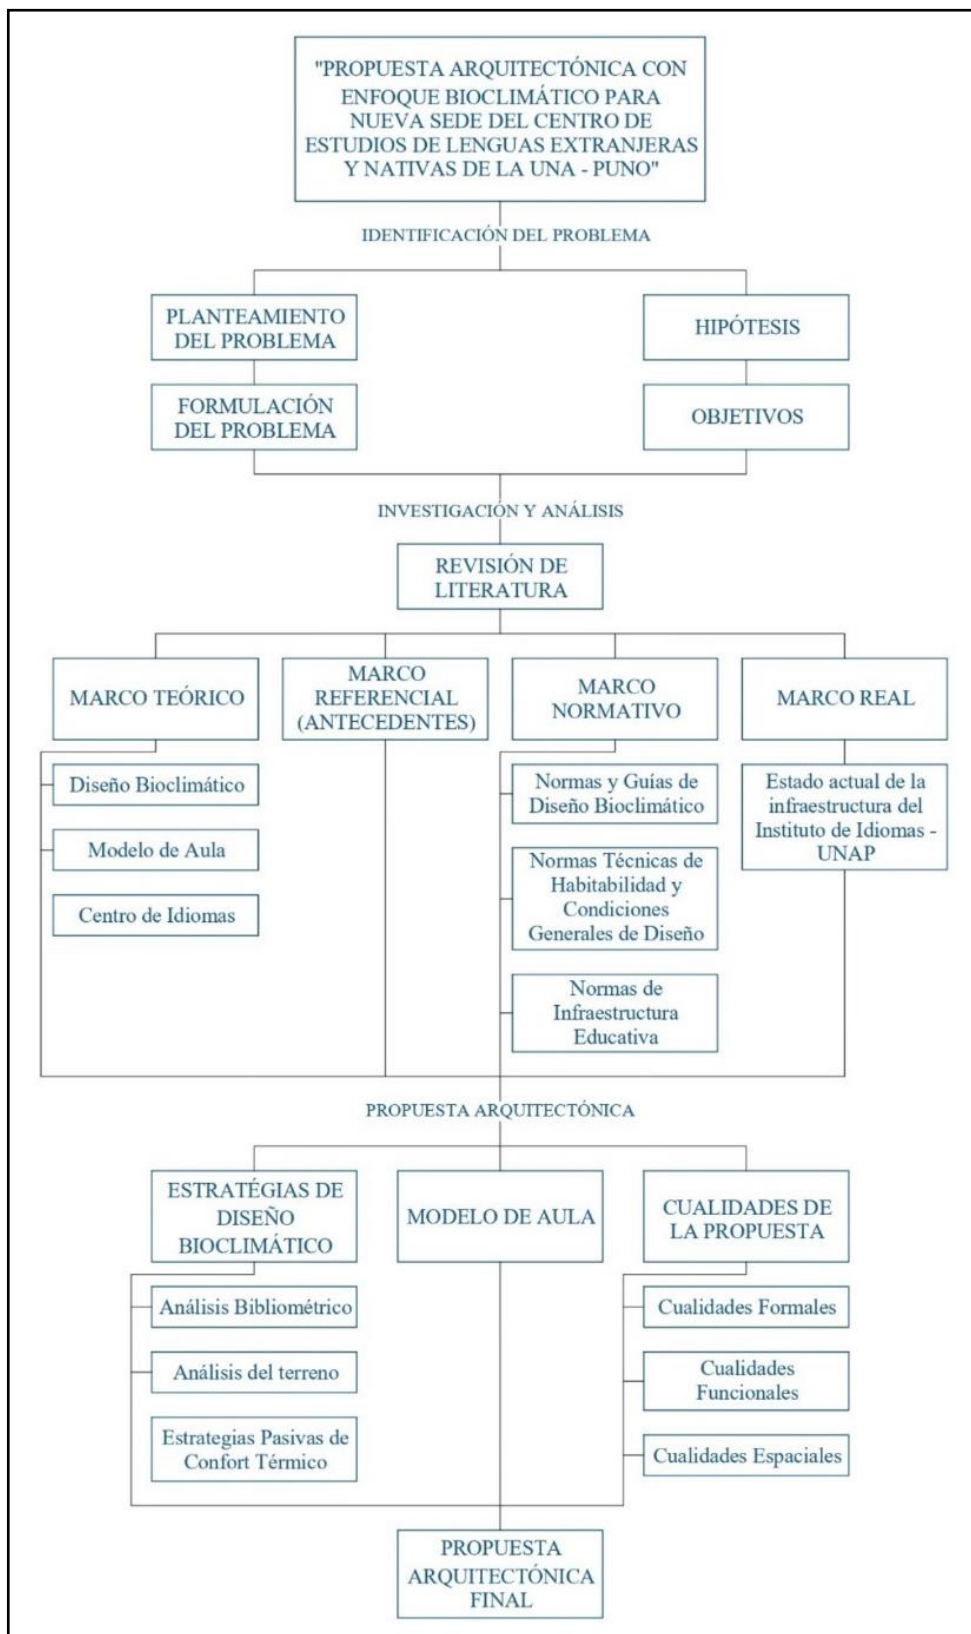 "PROPUESTA ARQUITECTÓNICA CON
ENFOQUE BIOCLIMÁTICO PARA
NUEVA SEDE DEL CENTRO DE
ESTUDIOS DE LENGUAS EXTRANJERAS
Y NATIVAS DE LA UNA - PUNO"
IDENTIFICACIÓN DEL PROBLEMA
PLANTEAMIENTO
DEL PROBLEMA
HIPÓTESIS
FORMULACIÓN
DEL PROBLEMA
OBJETIVOS
INVESTIGACIÓN Y ANÁLISIS
REVISIÓN DE
LITERATURA
MARCO TEÓRICO
MARCO
REFERENCIAL
(ANTECEDENTES)
MARCO
NORMATIVO
MARCO REAL
Diseño Bioclimático
Modelo de Aula
Centro de Idiomas
Normas y Guías de
Diseño Bioclimático
Normas Técnicas de
Habitabilidad y
Condiciones
Generales de Diseño
Normas de
Infraestructura
Educativa
Estado actual de la
infraestructura del
Instituto de Idiomas -
UNAP
PROPUESTA ARQUITECTÓNICA
ESTRATÉGIAS DE
DISEÑO
BIOCLIMÁTICO
MODELO DE AULA
CUALIDADES DE
LA PROPUESTA
Análisis Bibliométrico
Análisis del terreno
Estrategias Pasivas de
Confort Térmico
Cualidades Formales
Cualidades
Funcionales
Cualidades Espaciales
PROPUESTA
ARQUITECTÓNICA
FINAL